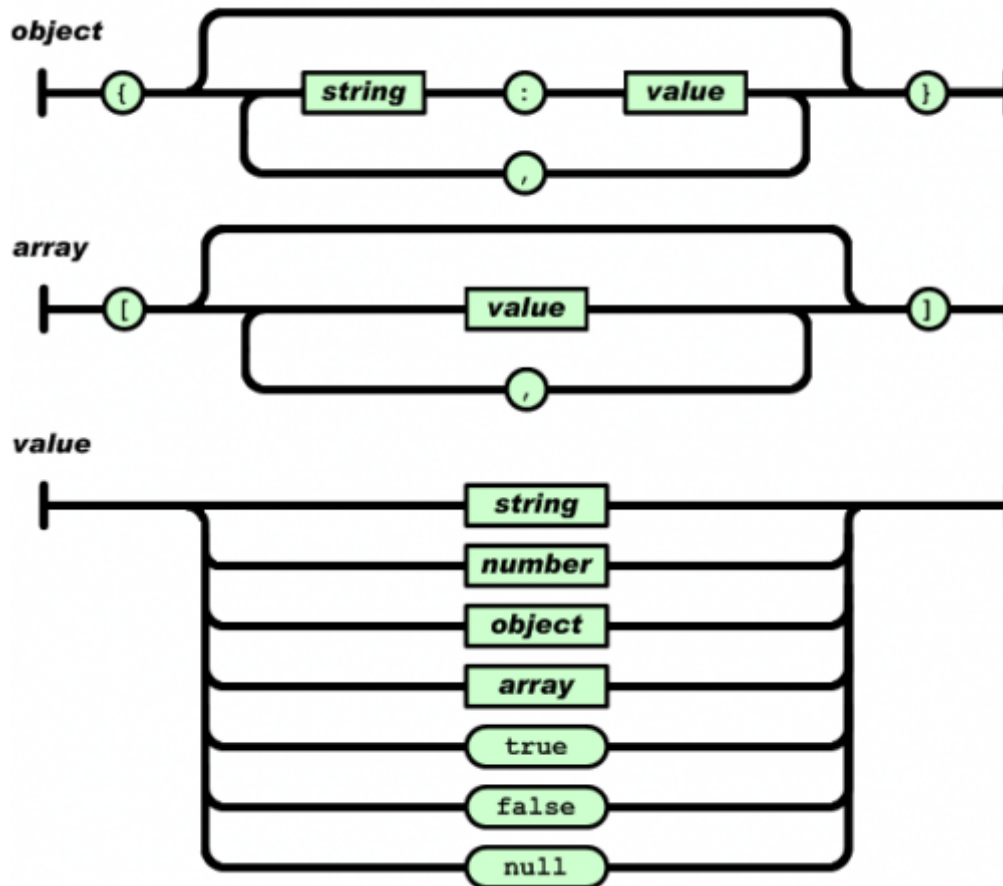 object
{ string : value }
,
array
[ value ]
,
value
string
number
object
array
true
false
null